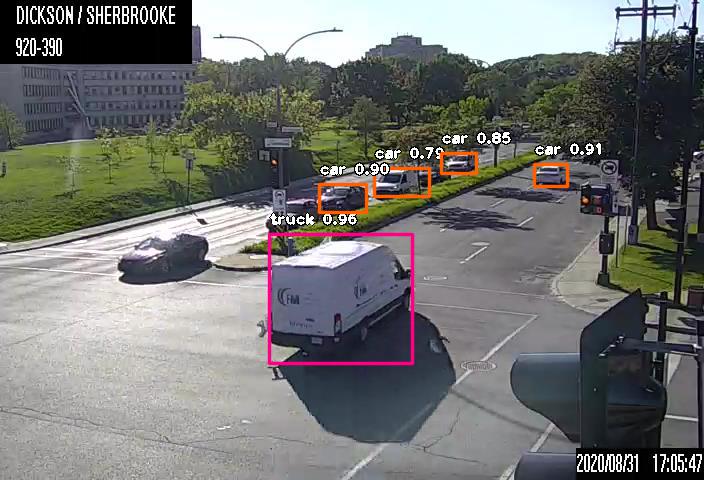 DICKSON / SHERBROOKE
920-390
car 0.85
car 0.91
car 0.79
car 0.90
truck 0.96
FMI
2020/08/31 17:05:47